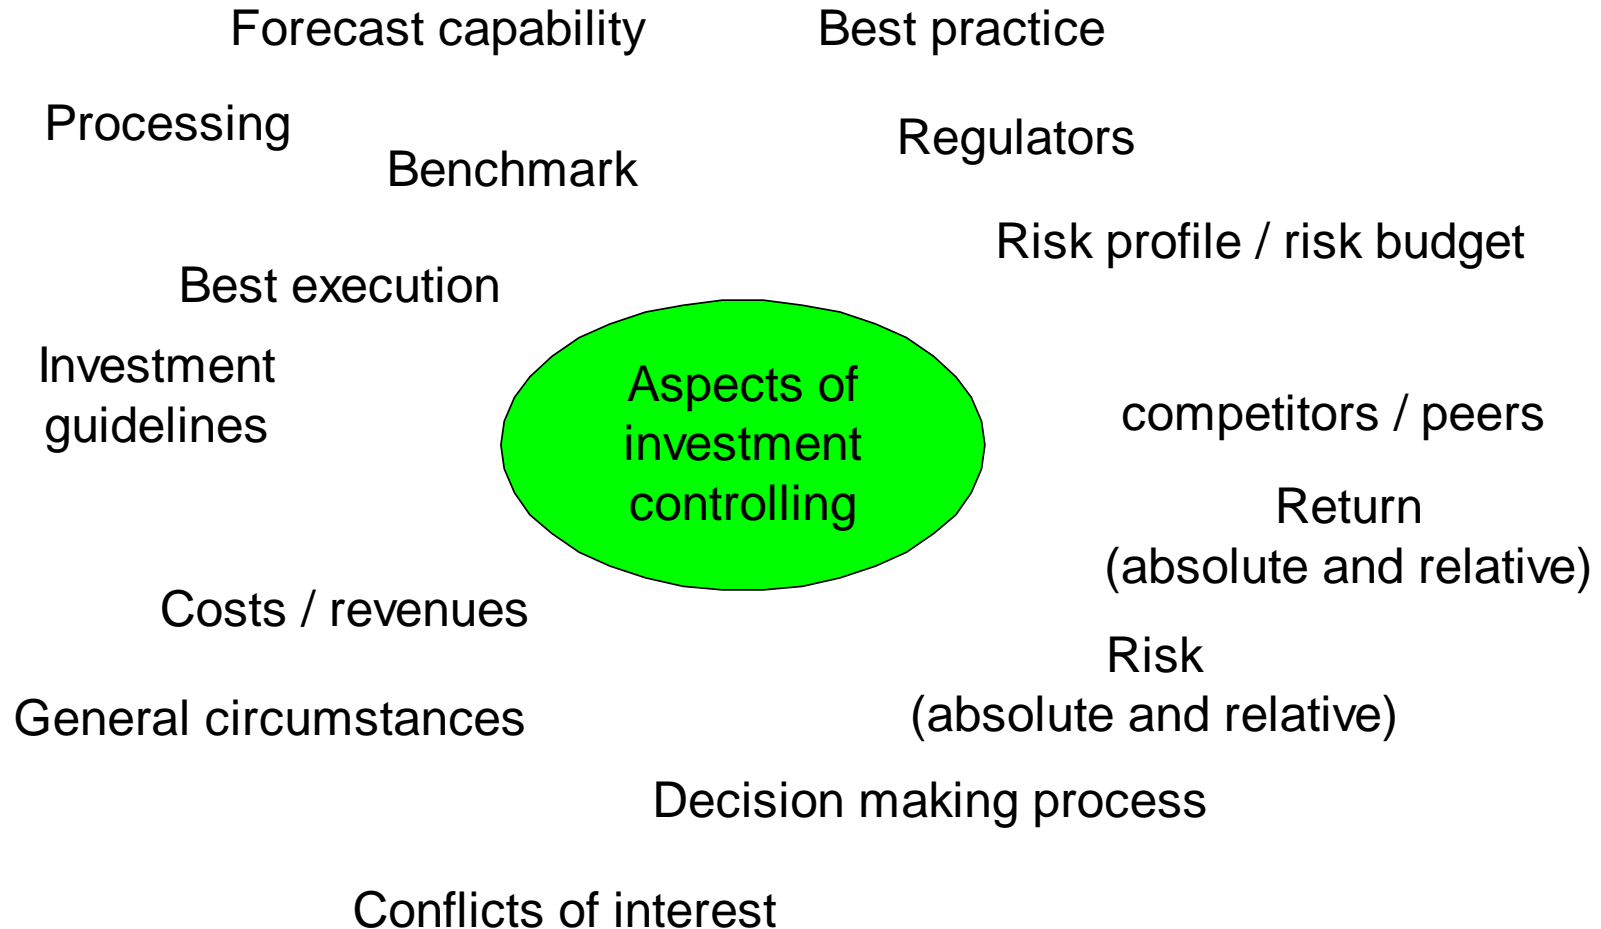 Forecast capability
Best practice
Processing
Regulators
Benchmark
Risk profile / risk budget
Best execution
Investment
guidelines
Aspects of
investment
controlling
competitors / peers
Return
(absolute and relative)
Costs / revenues
Risk
(absolute and relative)
General circumstances
Decision making process
Conflicts of interest